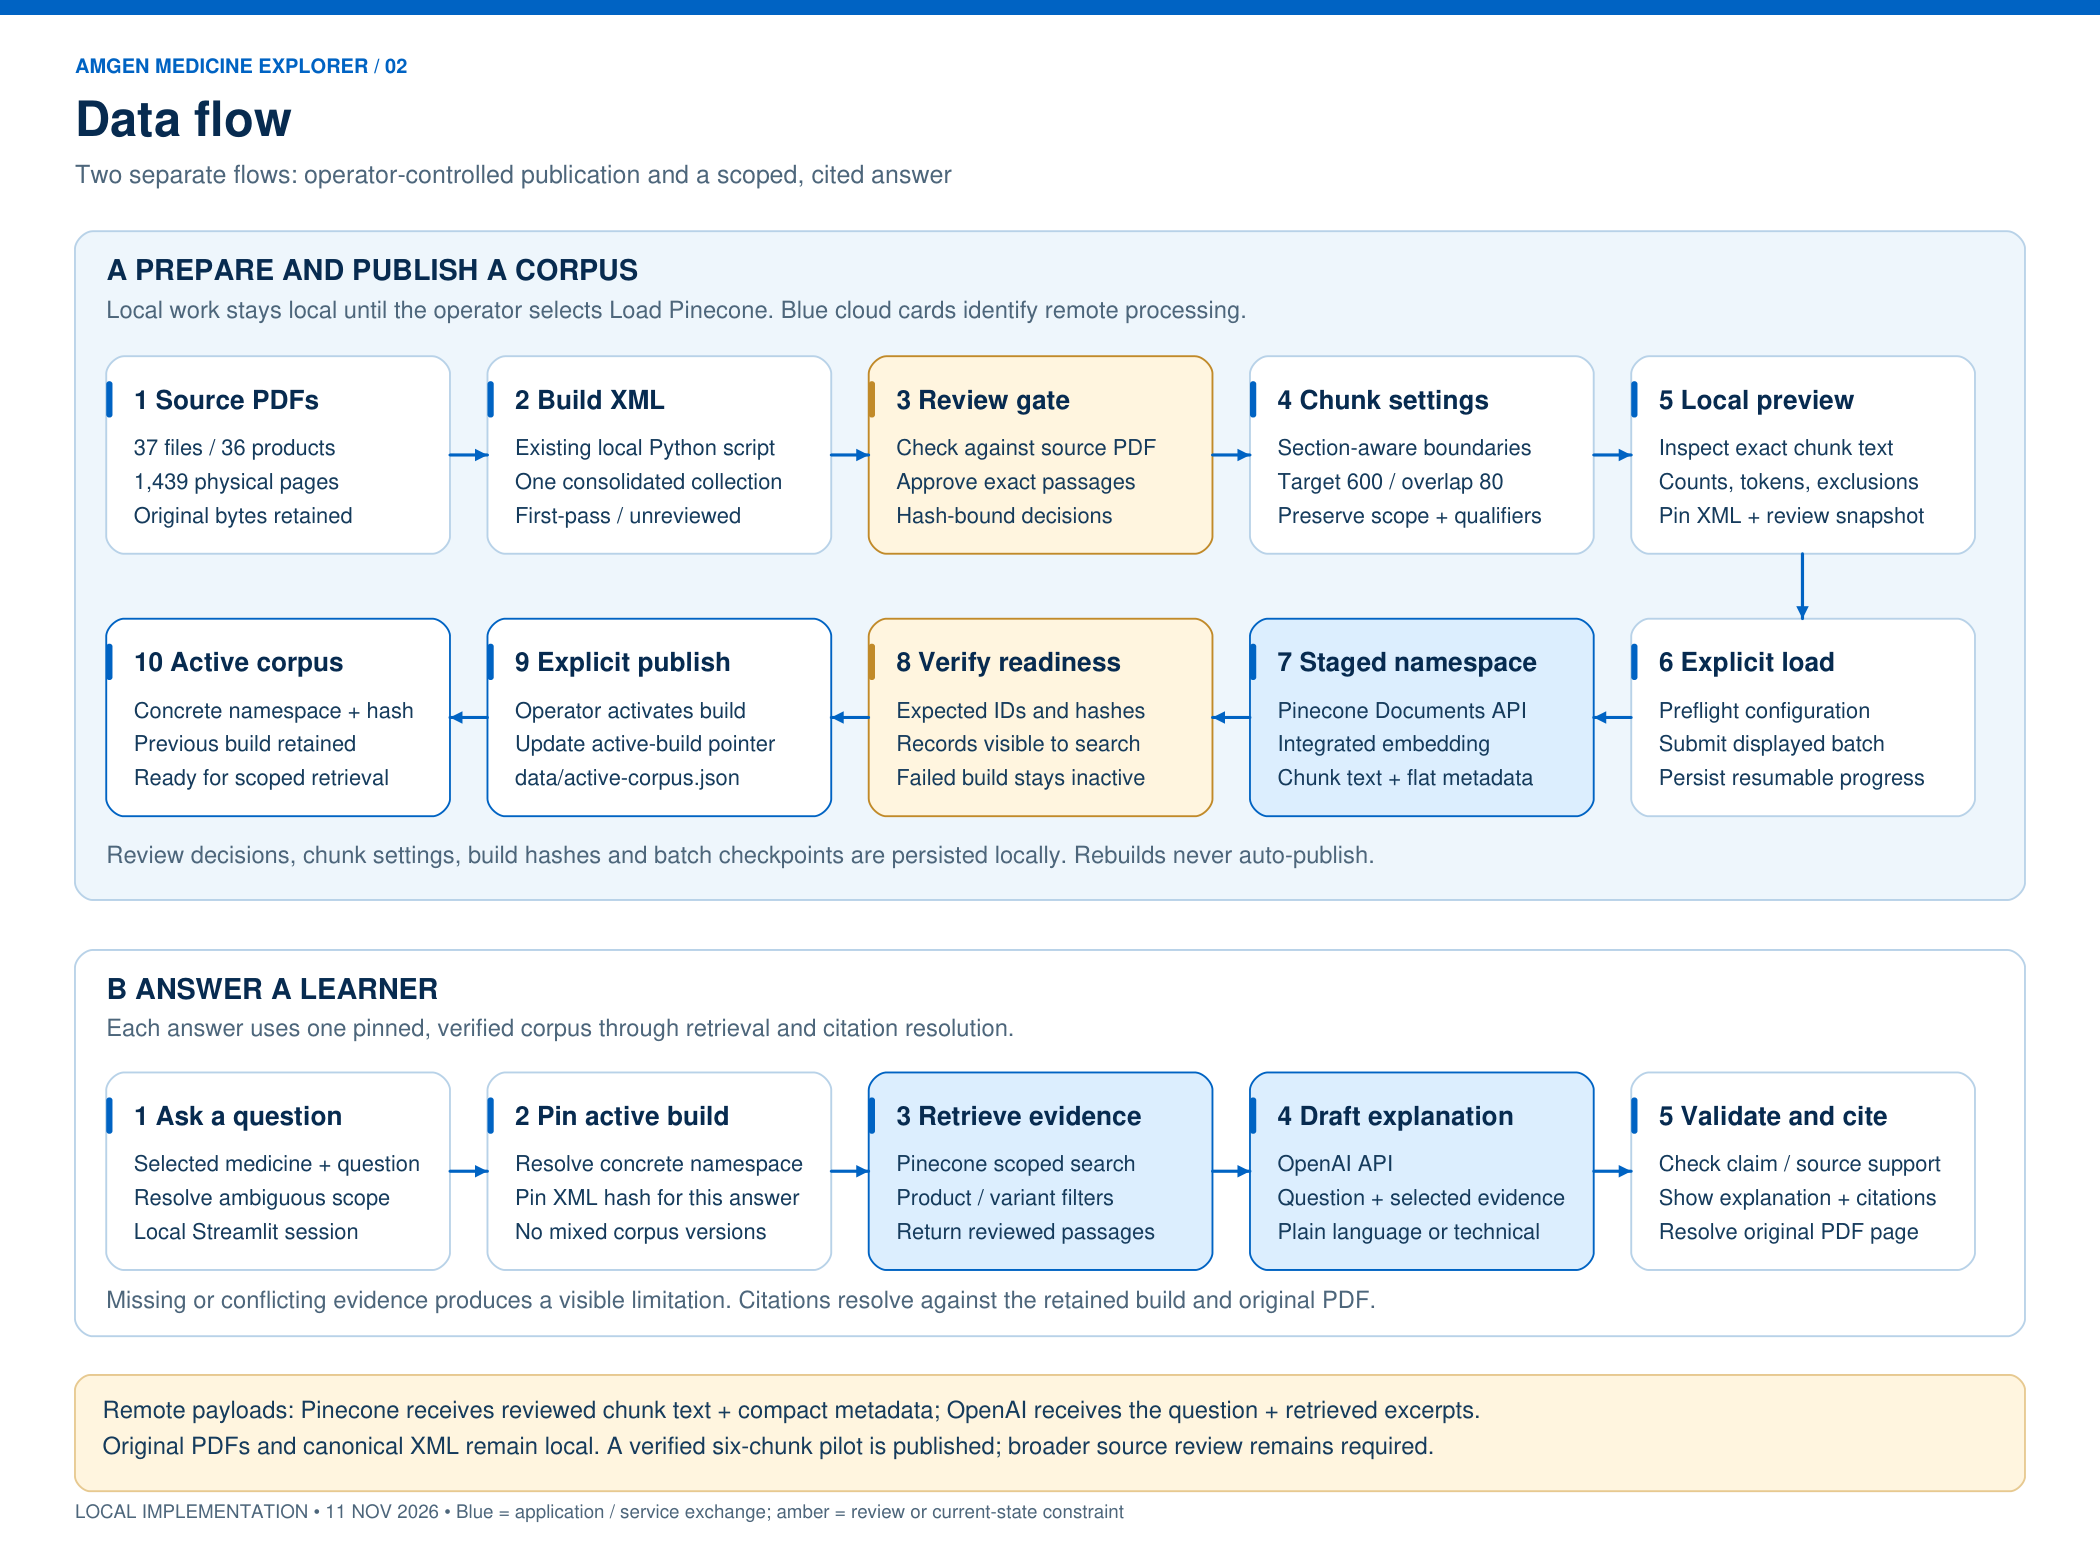 AMGEN MEDICINE EXPLORER / 02
Data flow
Two separate flows: operator-controlled publication and a scoped, cited answer
A PREPARE AND PUBLISH A CORPUS
Local work stays local until the operator selects Load Pinecone. Blue cloud cards identify remote processing.
1 Source PDFs
37 files / 36 products
1,439 physical pages
Original bytes retained
2 Build XML
Existing local Python script
One consolidated collection
First-pass / unreviewed
3 Review gate
Check against source PDF
Approve exact passages
Hash-bound decisions
4 Chunk settings
Section-aware boundaries
Target 600 / overlap 80
Preserve scope + qualifiers
5 Local preview
Inspect exact chunk text
Counts, tokens, exclusions
Pin XML + review snapshot
6 Explicit load
Preflight configuration
Submit displayed batch
Persist resumable progress
7 Staged namespace
Pinecone Documents API
Integrated embedding
Chunk text + flat metadata
8 Verify readiness
Expected IDs and hashes
Records visible to search
Failed build stays inactive
9 Explicit publish
Operator activates build
Update active-build pointer
data/active-corpus.json
10 Active corpus
Concrete namespace + hash
Previous build retained
Ready for scoped retrieval
Review decisions, chunk settings, build hashes and batch checkpoints are persisted locally. Rebuilds never auto-publish.
B ANSWER A LEARNER
Each answer uses one pinned, verified corpus through retrieval and citation resolution.
1 Ask a question
Selected medicine + question
Resolve ambiguous scope
Local Streamlit session
2 Pin active build
Resolve concrete namespace
Pin XML hash for this answer
No mixed corpus versions
3 Retrieve evidence
Pinecone scoped search
Product / variant filters
Return reviewed passages
4 Draft explanation
OpenAI API
Question + selected evidence
Plain language or technical
5 Validate and cite
Check claim / source support
Show explanation + citations
Resolve original PDF page
Missing or conflicting evidence produces a visible limitation. Citations resolve against the retained build and original PDF.
Remote payloads: Pinecone receives reviewed chunk text + compact metadata; OpenAI receives the question + retrieved excerpts.
Original PDFs and canonical XML remain local. A verified six-chunk pilot is published; broader source review remains required.
LOCAL IMPLEMENTATION • 11 NOV 2026 • Blue = application / service exchange; amber = review or current-state constraint